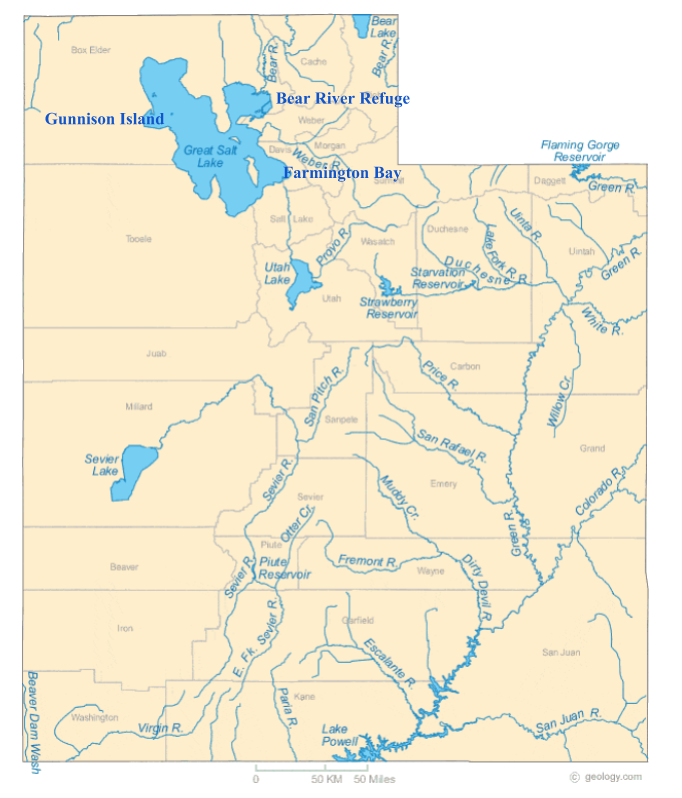 Bear
Lake
Box Elder
Bear R.
Bear R.
Cache
Bear River Refuge
Gunnison Island
Weber
Great Salt
Lake
Davis
Morgan
Weber R.
Flaming Gorge
Reservoir
Farmington Bay
Summit
Daggett
Green R.
Salt Lake
Tooele
Provo R.
Wasatch
Duchesne
Lake Fork R.
Uinta R.
Uintah
Green R.
Utah
Lake
Utah
Duchesne R.
Starvation
Reservoir
Strawberry
Reservoir
White R.
Juab
San Pitch R.
Price R.
Carbon
Willow Cr.
Millard
Sanpete
San Rafael R.
Grand
Sevier
Lake
Sevier R.
Sevier
Muddy Cr.
Emery
Colorado R.
Otter Cr.
Green R.
Piute
Beaver
Sevier R.
Piute
Reservoir
Fremont R.
Wayne
Dirty Devil R.
Iron
E. Fk. Sevier R.
Garfield
San Juan
Escalante R.
Beaver Dam Wash
Washington
Virgin R.
Kane
Paria R.
Lake
Powell
San Juan R.
0 50 KM 50 Miles
© geology.com